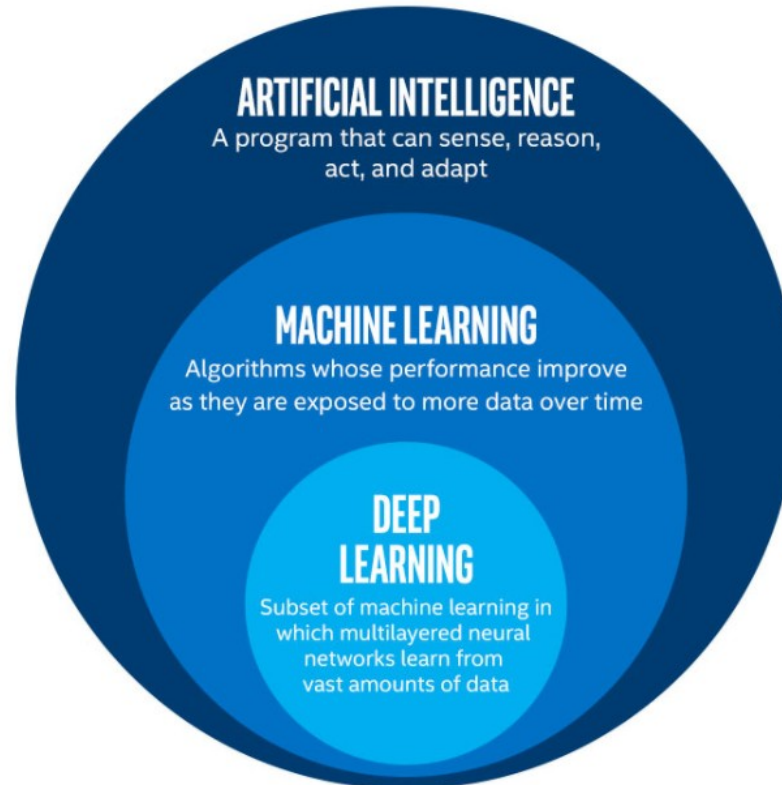 ARTIFICIAL INTELLIGENCE
A program that can sense, reason,
act, and adapt
MACHINE LEARNING
Algorithms whose performance improve
as they are exposed to more data over time
DEEP
LEARNING
Subset of machine learning in
which multilayered neural
networks learn from
vast amounts of data